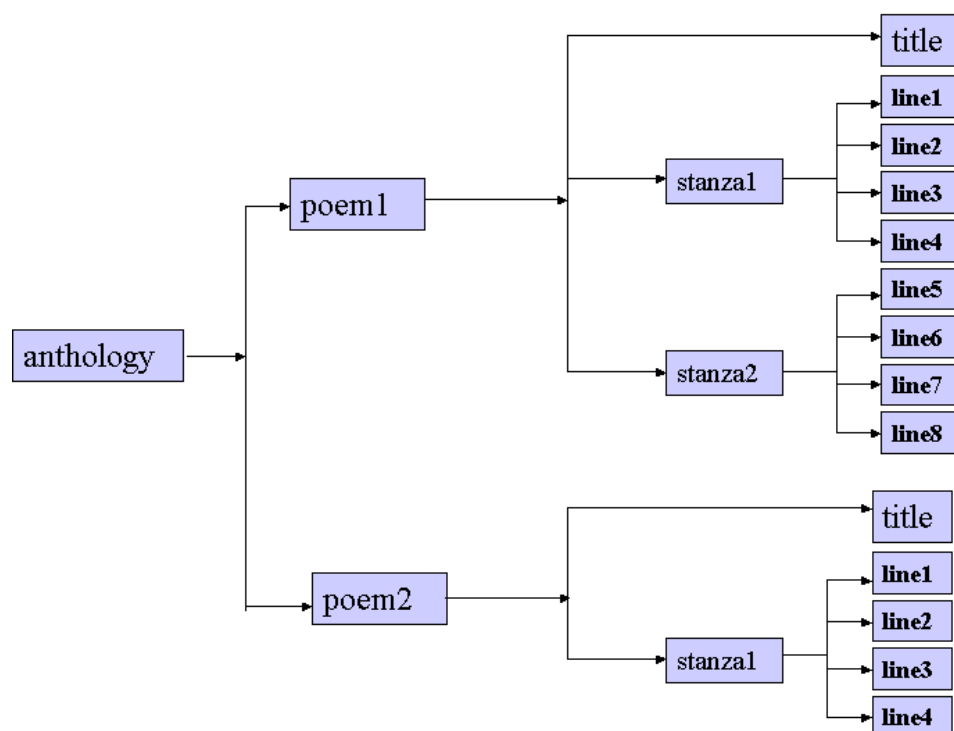 anthology
poem1
title
stanza1
line1
line2
line3
line4
stanza2
line5
line6
line7
line8
poem2
title
stanza1
line1
line2
line3
line4